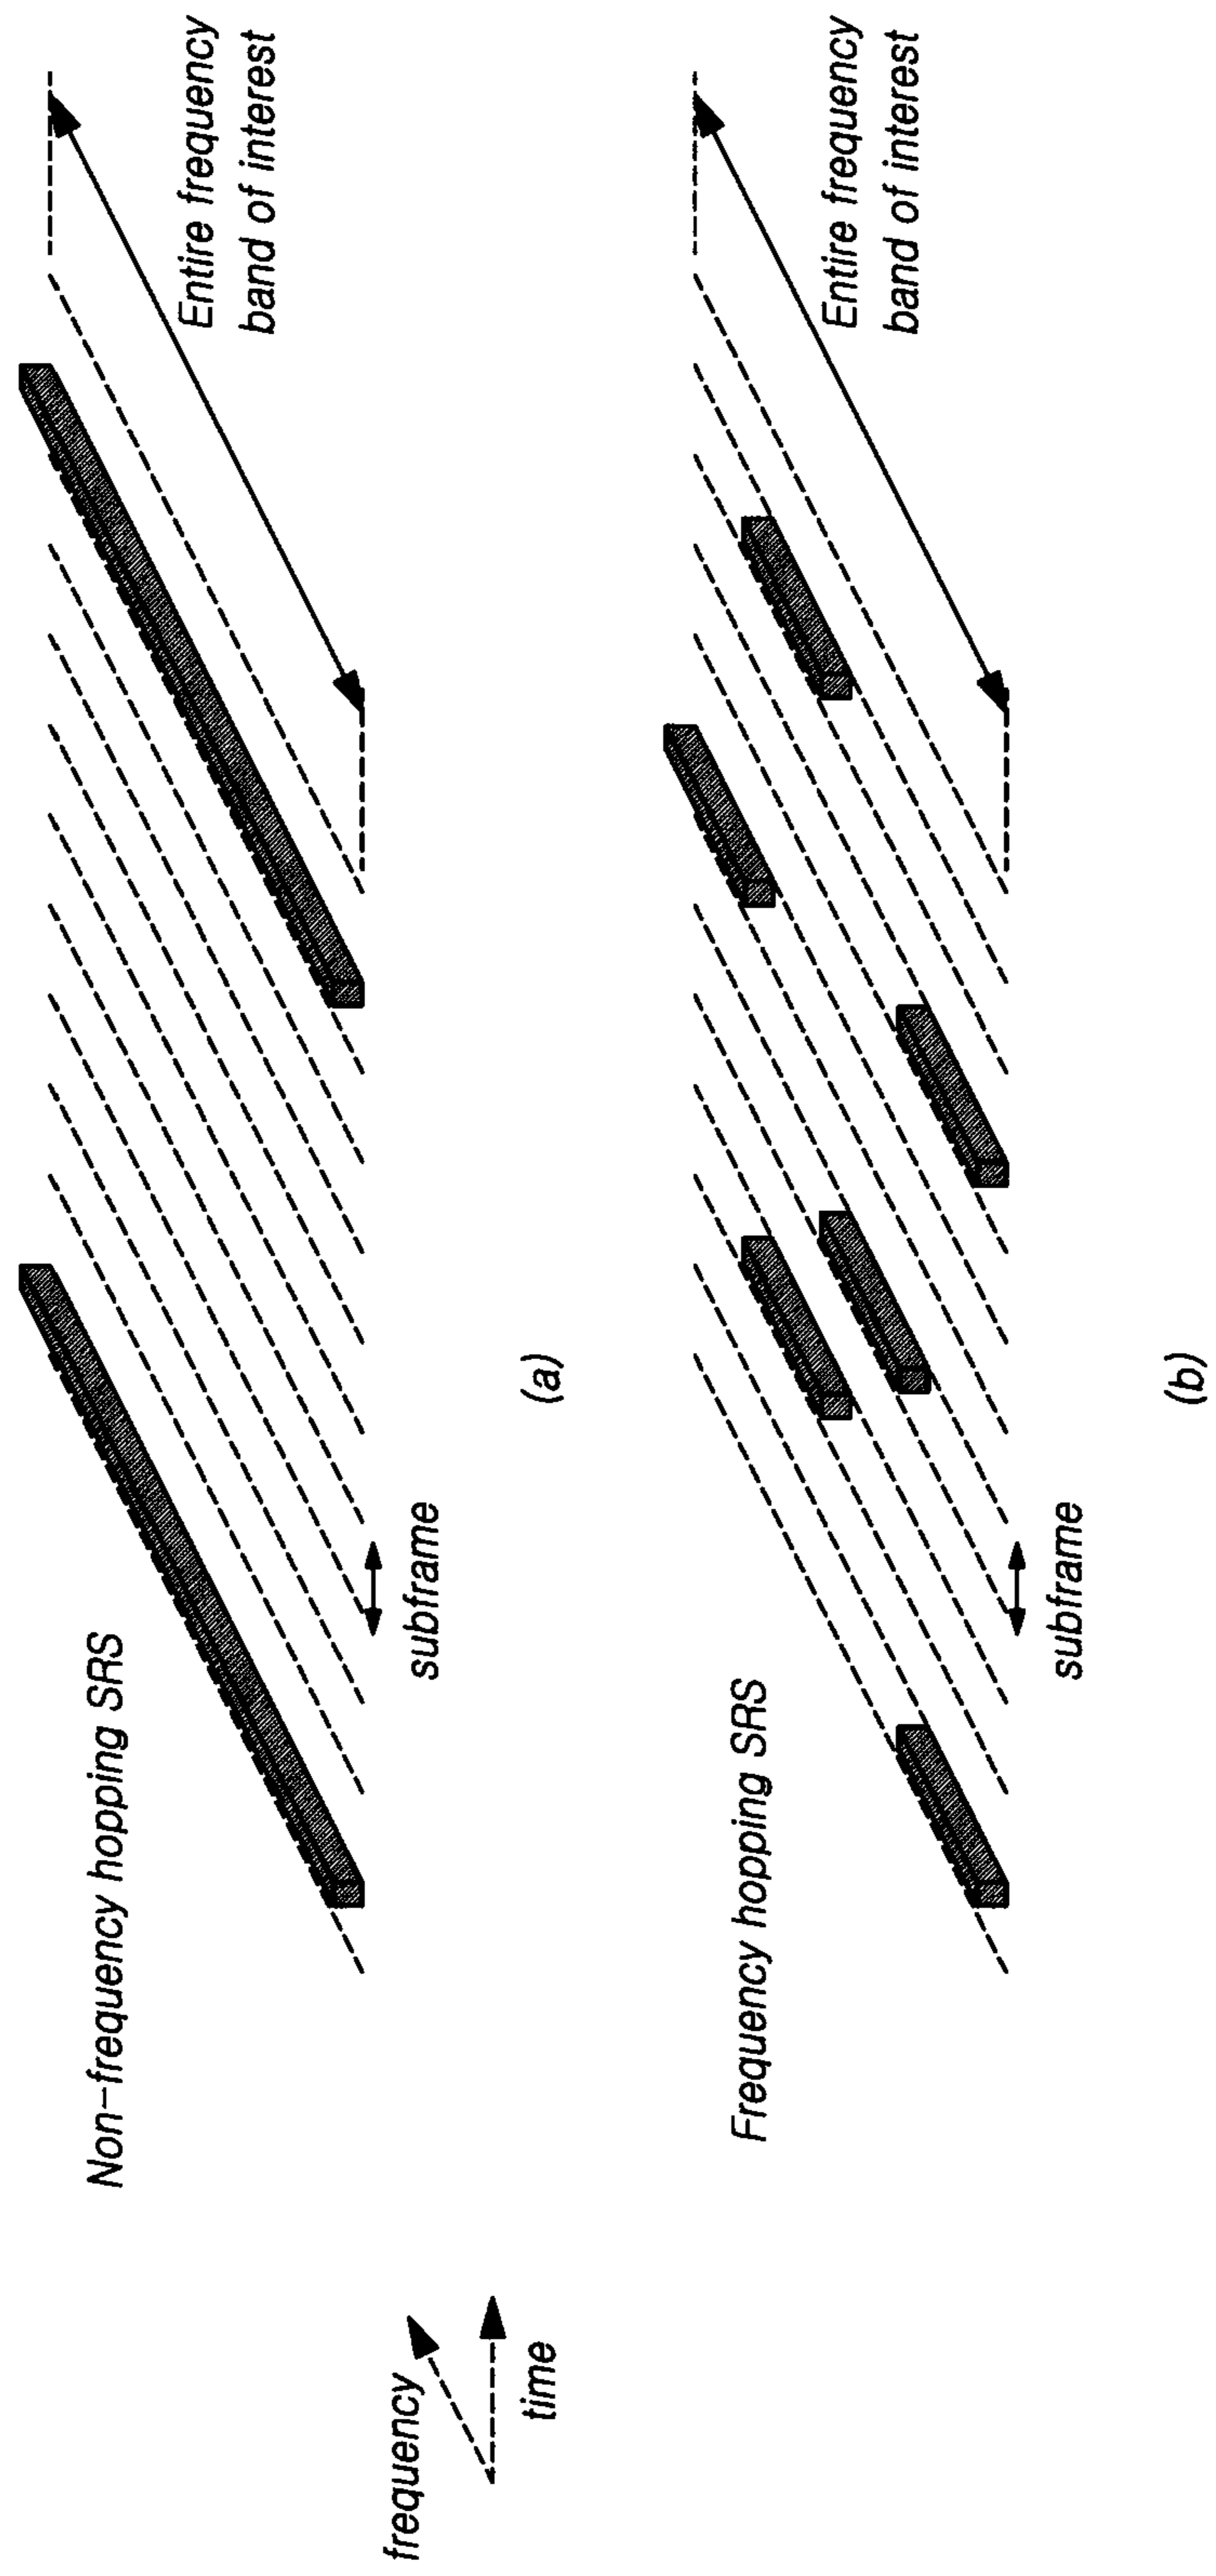 Non-frequency hopping SRS
Entire frequency
band of interest
subframe
(a)
frequency
time
Frequency hopping SRS
Entire frequency
band of interest
subframe
(b)